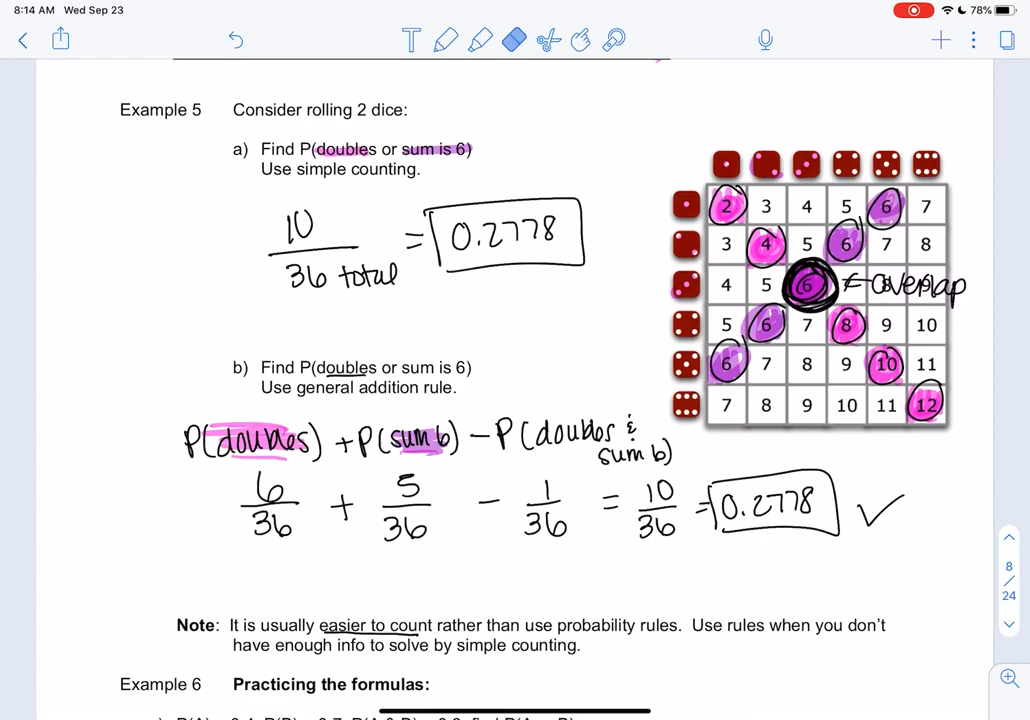 8:14 AM Wed Sep 23
78%
T
Example 5 Consider rolling 2 dice:
a) Find P(doubles or sum is 6)
Use simple counting.
10
36 total
= 0.2778
2 3 4 5 6 7
3 4 5 6 7 8
4 5 6 = overlap
5 6 7 8 9 10
6 7 8 9 10 11
7 8 9 10 11 12
b) Find P(doubles or sum is 6)
Use general addition rule.
P(doubles) + P(sum 6) - P(doubles &
sum 6)
6/36 + 5/36 - 1/36 = 10/36 = 0.2778 ✓
Note: It is usually easier to count rather than use probability rules. Use rules when you don't
have enough info to solve by simple counting.
8
/
24
Example 6 Practicing the formulas: